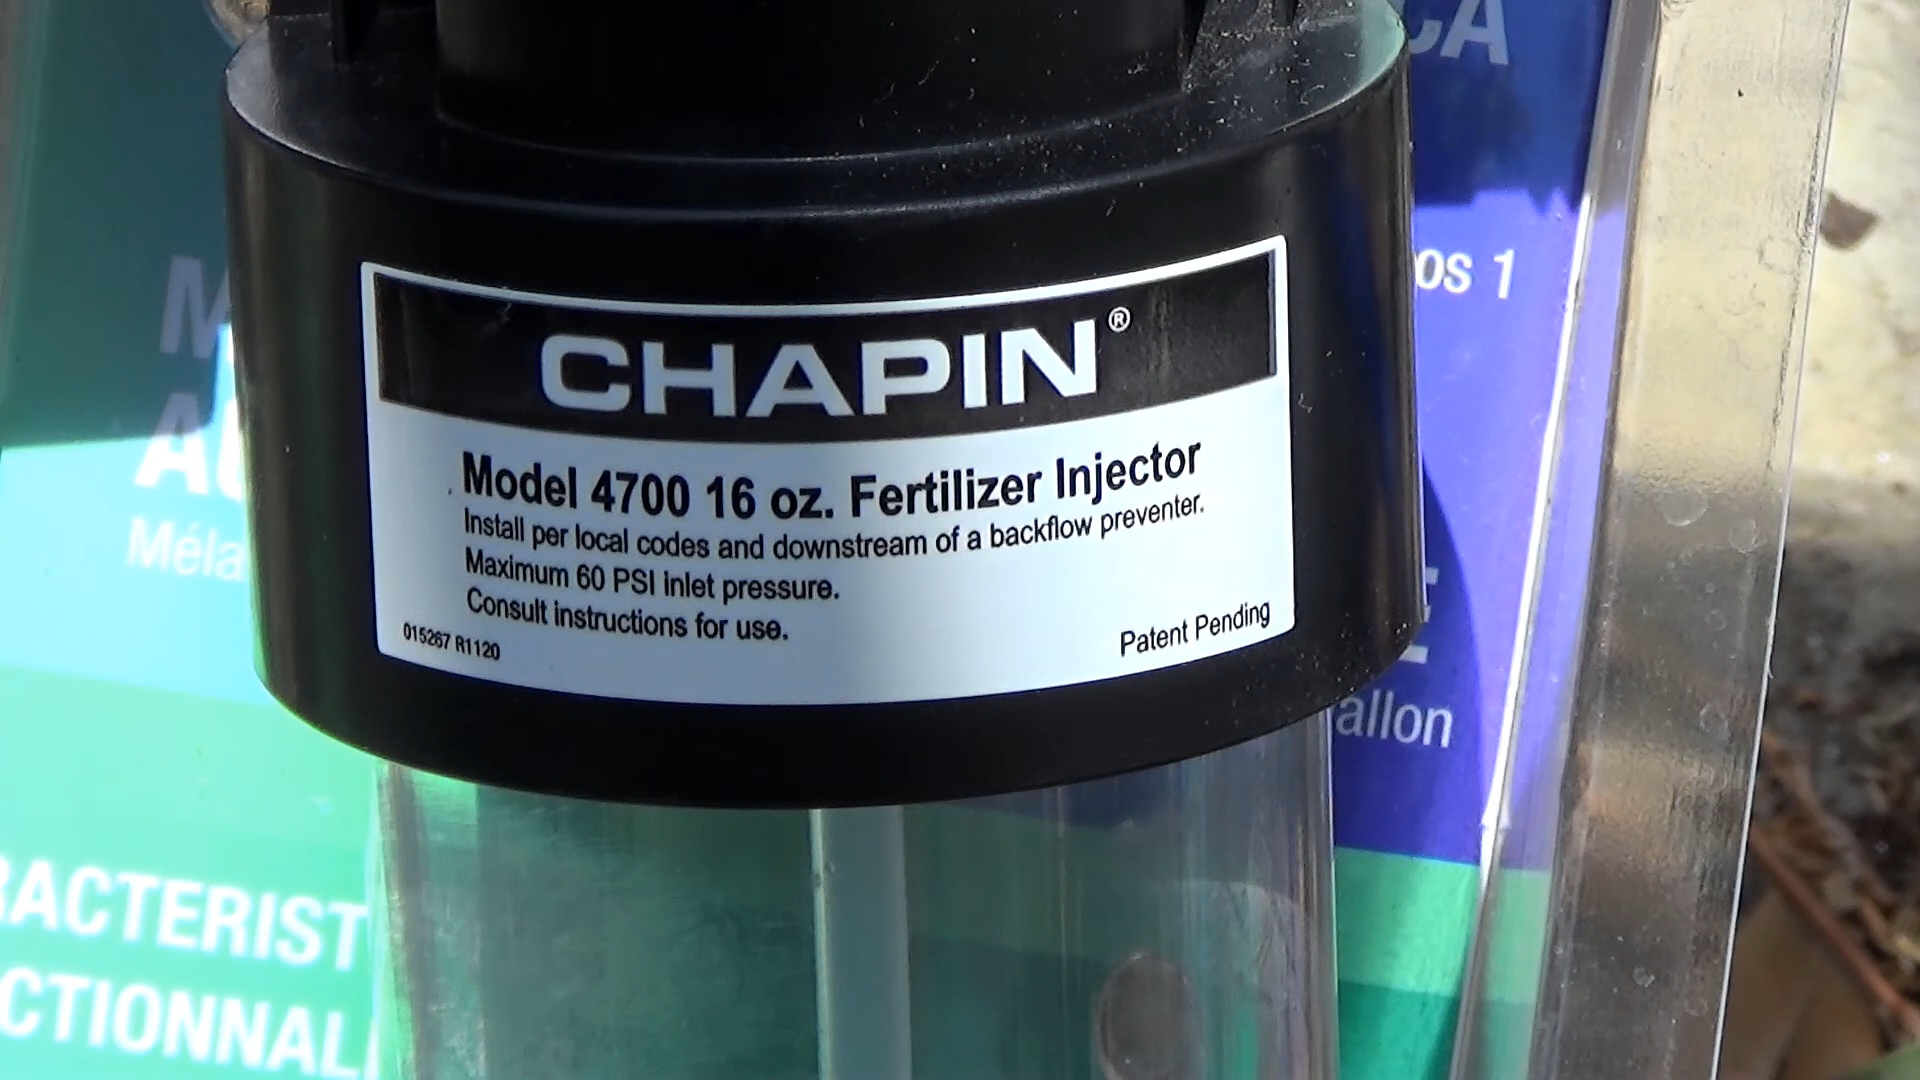 CHAPIN®
Model 4700 16 oz. Fertilizer Injector
Install per local codes and downstream of a backflow preventer.
Maximum 60 PSI inlet pressure.
Consult instructions for use.
015267 R1120
Patent Pending
CA
os 1
E
allon
M
A
Méla
RACTERIST
CTIONNAL